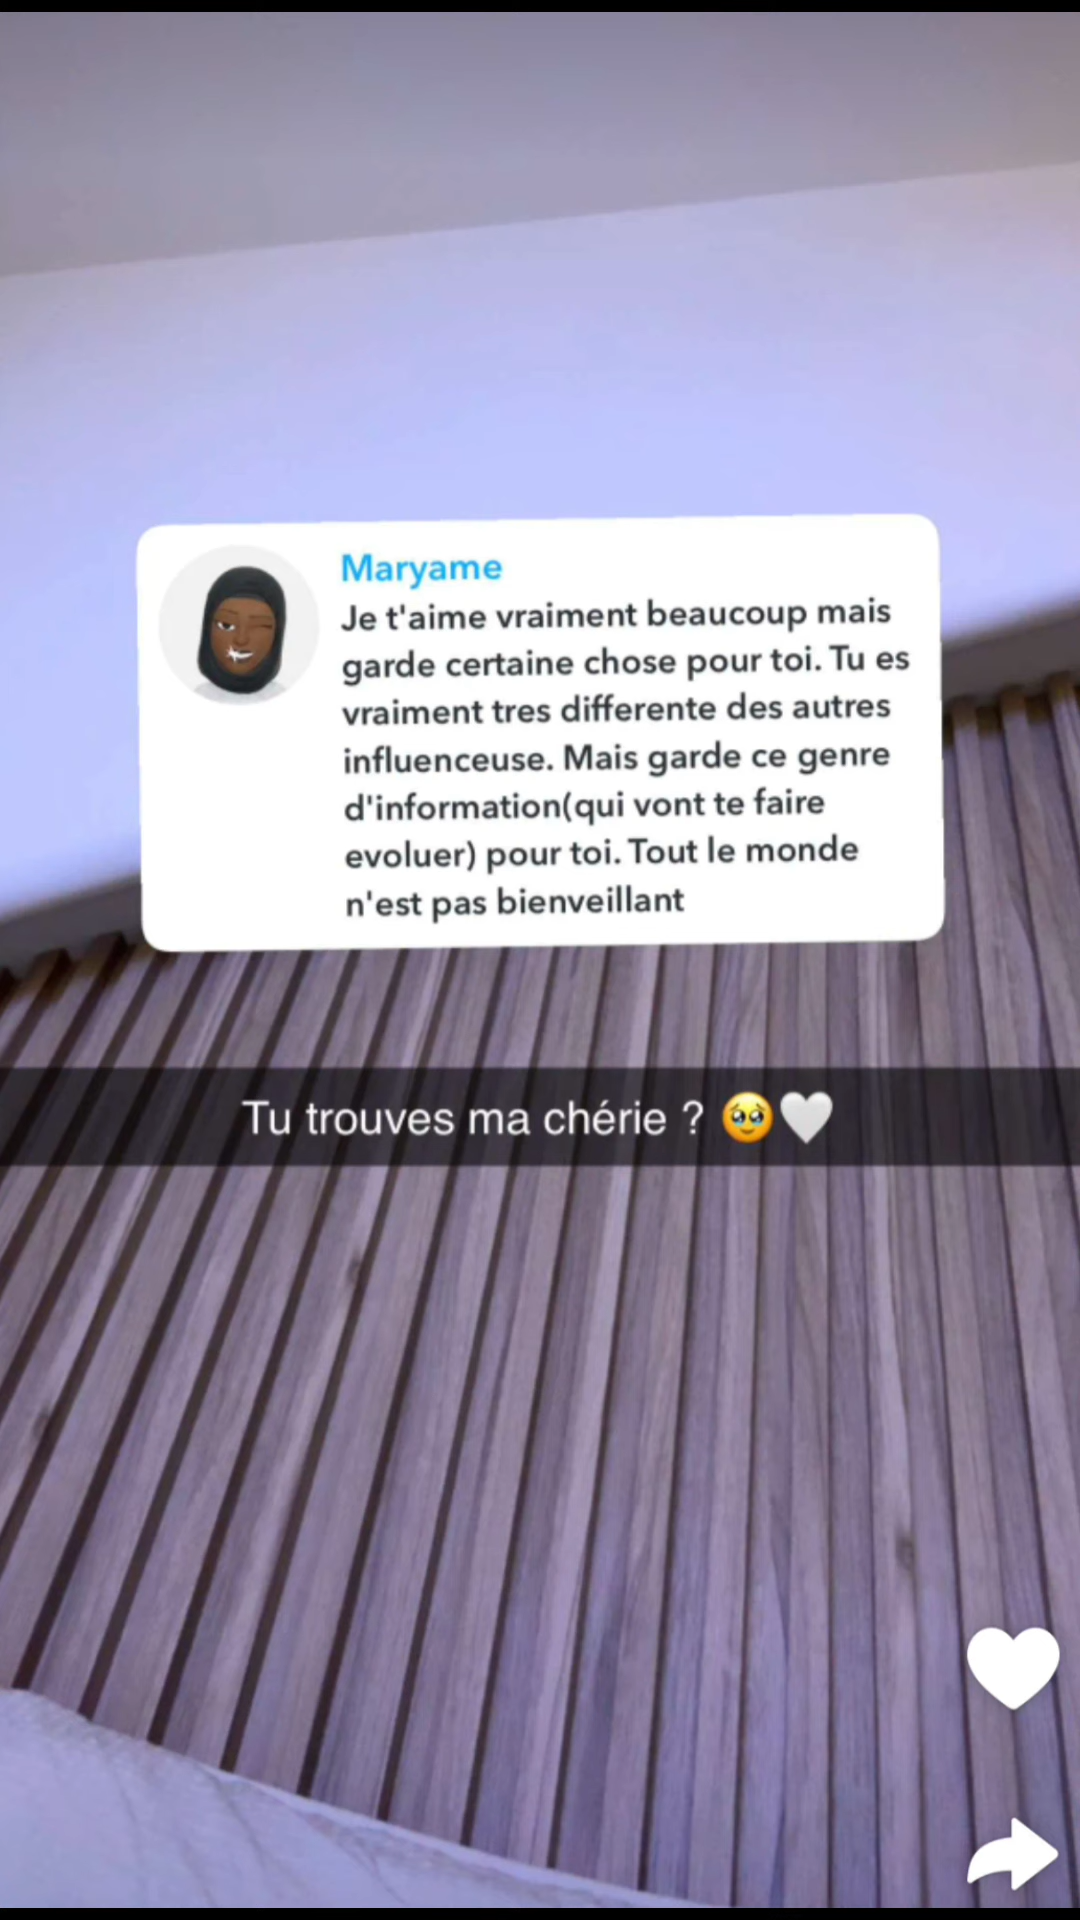 Maryame
Je t'aime vraiment beaucoup mais
garde certaine chose pour toi. Tu es
vraiment tres differente des autres
influenceuse. Mais garde ce genre
d'information(qui vont te faire
evoluer) pour toi. Tout le monde
n'est pas bienveillant
Tu trouves ma chérie ? 🥹🤍